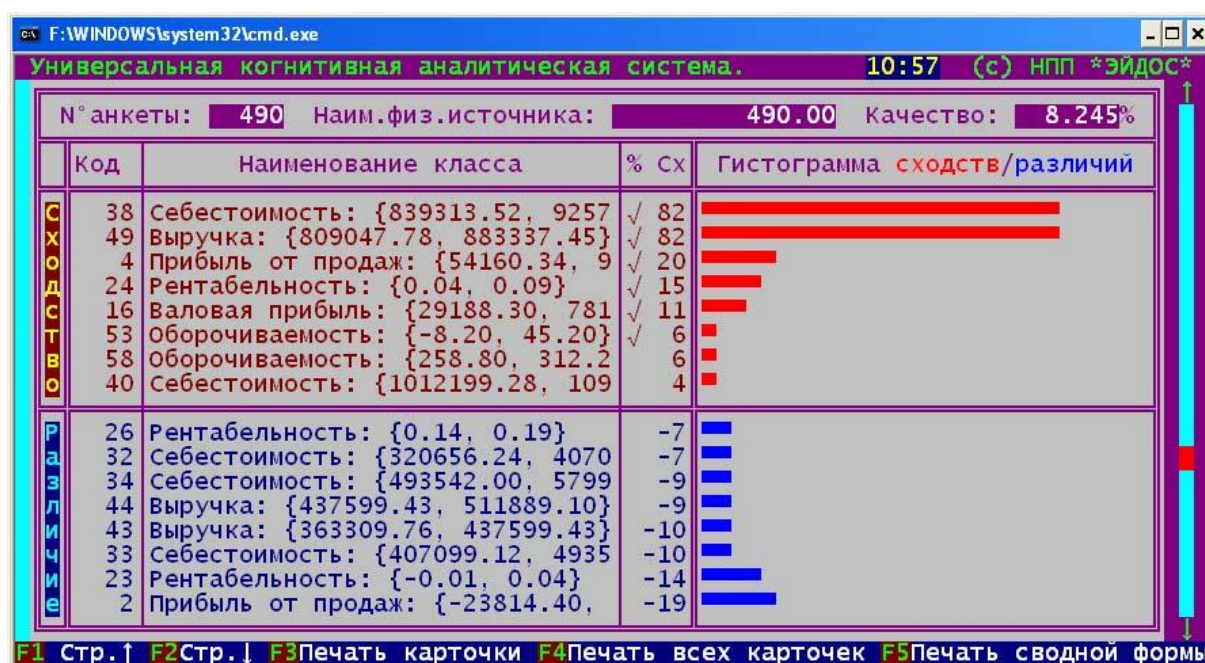 F:\WINDOWS\system32\cmd.exe
Универсальная когнитивная аналитическая система. 10:57 (c) НПП *ЭЙДОС*
N°анкеты: 490 Наим.физ.источника: 490.00 Качество: 8.245%
Код Наименование класса % Сх Гистограмма сходств/различий
Сходство
38 Себестоимость: {839313.52, 9257 √ 82
49 Выручка: {809047.78, 883337.45} √ 82
4 Прибыль от продаж: {54160.34, 9 √ 20
24 Рентабельность: {0.04, 0.09} √ 15
16 Валовая прибыль: {29188.30, 781 √ 11
53 Оборочиваемость: {-8.20, 45.20} √ 6
58 Оборочиваемость: {258.80, 312.2 6
40 Себестоимость: {1012199.28, 109 4
Различие
26 Рентабельность: {0.14, 0.19} -7
32 Себестоимость: {320656.24, 4070 -7
34 Себестоимость: {493542.00, 5799 -9
44 Выручка: {437599.43, 511889.10} -9
43 Выручка: {363309.76, 437599.43} -10
33 Себестоимость: {407099.12, 4935 -10
23 Рентабельность: {-0.01, 0.04} -14
2 Прибыль от продаж: {-23814.40, -19
F1 Стр.↑ F2Стр.↓ F3Печать карточки F4Печать всех карточек F5Печать сводной формы